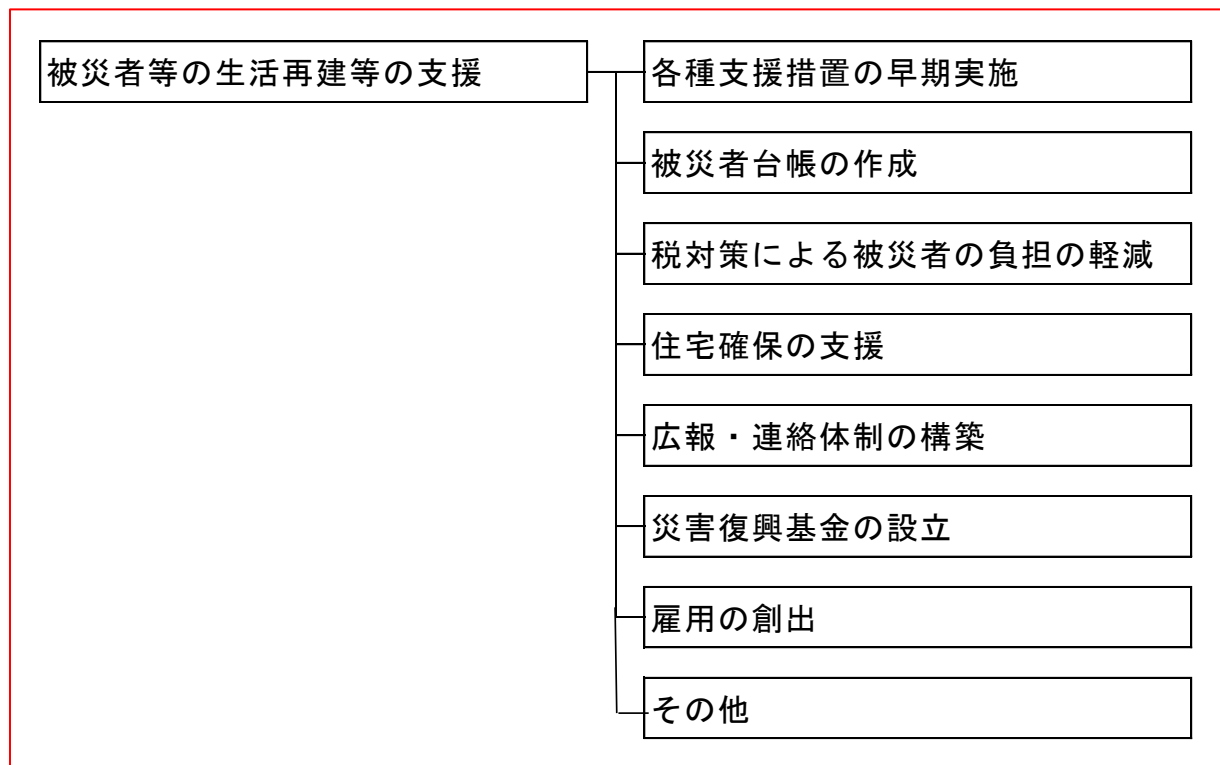 被災者等の生活再建等の支援
各種支援措置の早期実施
被災者台帳の作成
税対策による被災者の負担の軽減
住宅確保の支援
広報・連絡体制の構築
災害復興基金の設立
雇用の創出
その他